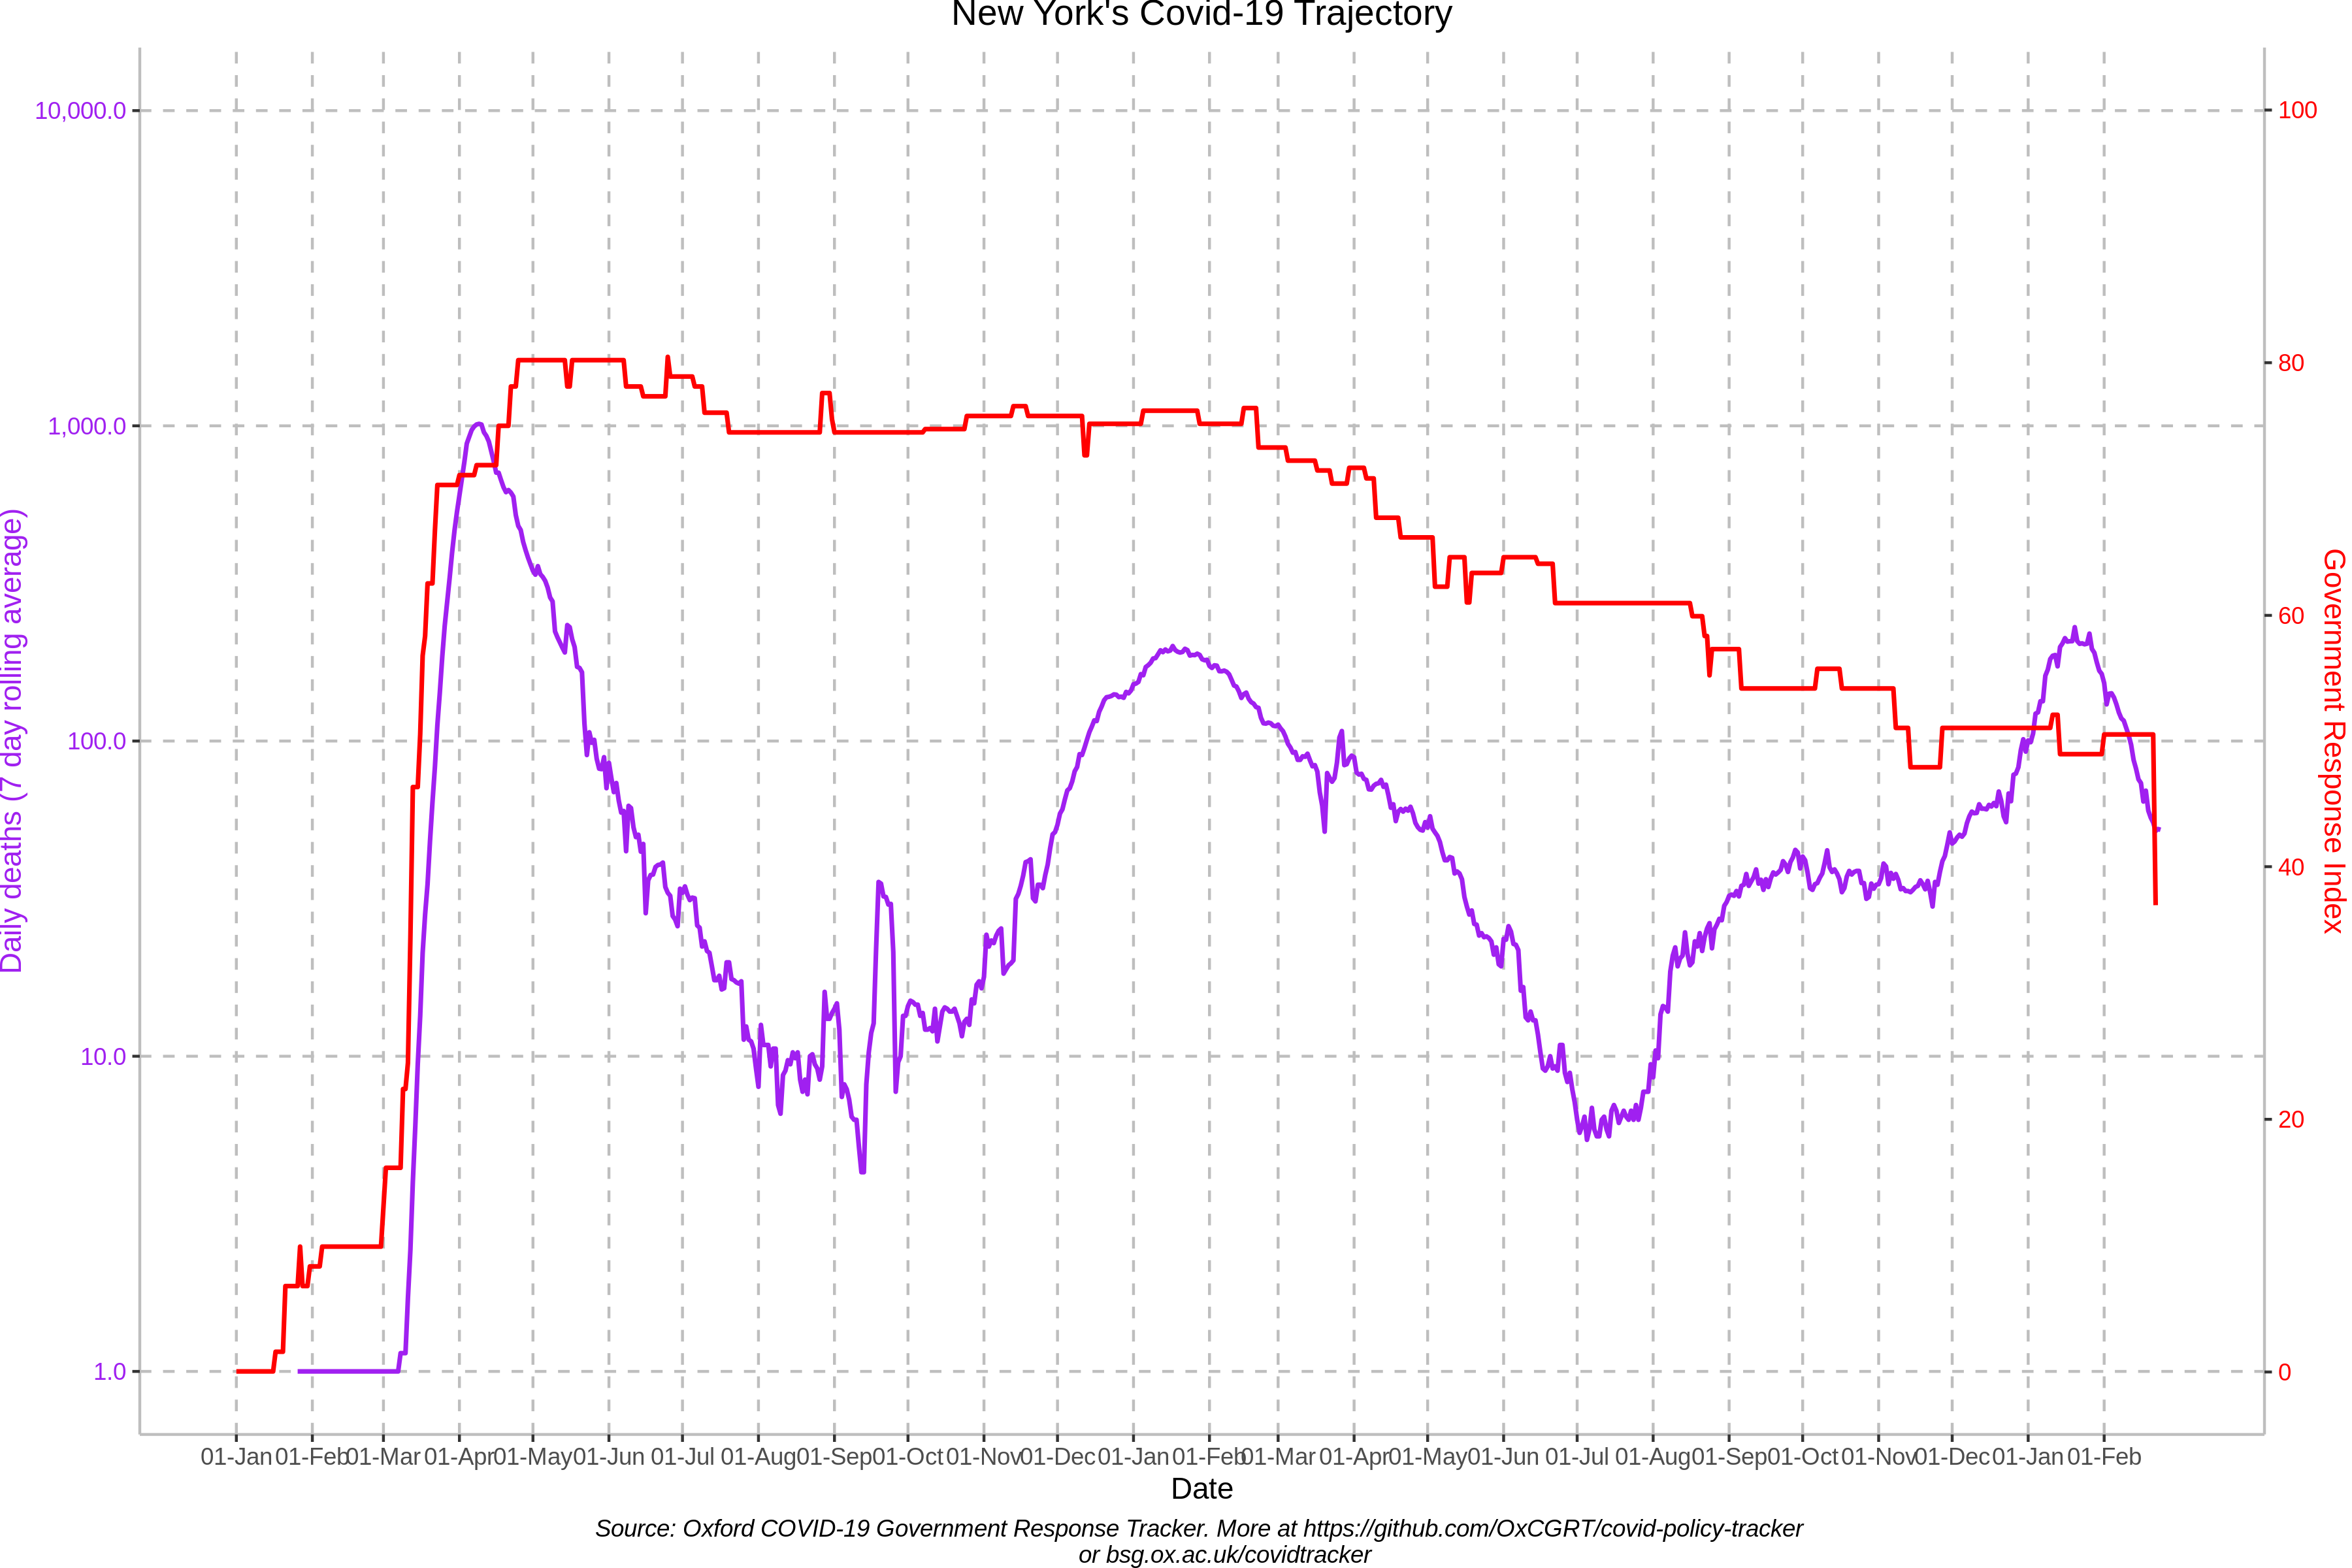 New York's Covid-19 Trajectory
10,000.0
1,000.0
100.0
10.0
1.0
Daily deaths (7 day rolling average)
100
80
60
40
20
0
Government Response Index
01-Jan 01-Feb 01-Mar 01-Apr 01-May 01-Jun 01-Jul 01-Aug 01-Sep 01-Oct 01-Nov 01-Dec 01-Jan 01-Feb 01-Mar 01-Apr 01-May 01-Jun 01-Jul 01-Aug 01-Sep 01-Oct 01-Nov 01-Dec 01-Jan 01-Feb
Date
Source: Oxford COVID-19 Government Response Tracker. More at https://github.com/OxCGRT/covid-policy-tracker
or bsg.ox.ac.uk/covidtracker